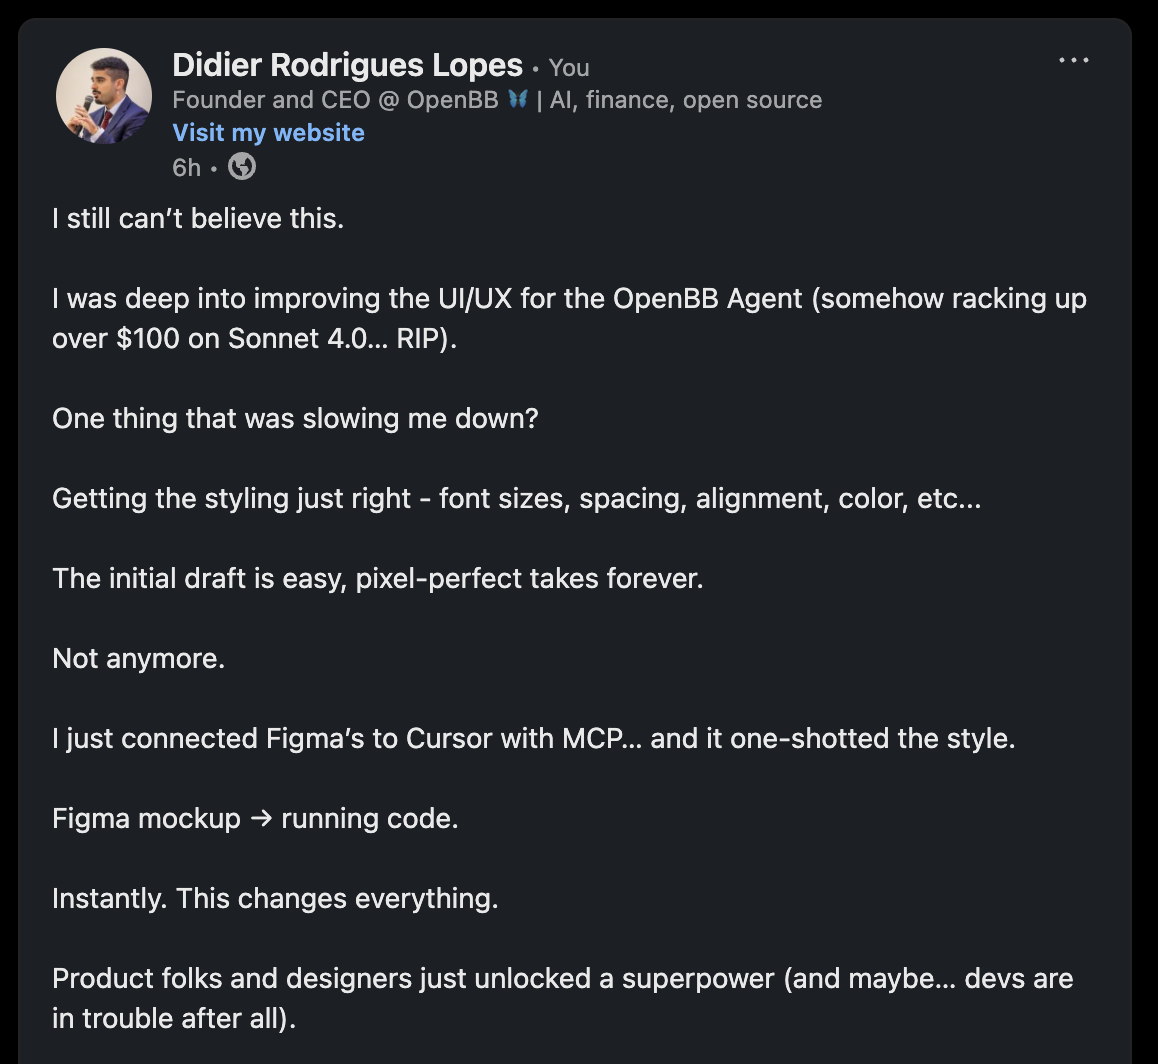 Didier Rodrigues Lopes • You
Founder and CEO @ OpenBB 🦋 | AI, finance, open source
Visit my website
6h •
I still can’t believe this.
I was deep into improving the UI/UX for the OpenBB Agent (somehow racking up
over $100 on Sonnet 4.0... RIP).
One thing that was slowing me down?
Getting the styling just right - font sizes, spacing, alignment, color, etc...
The initial draft is easy, pixel-perfect takes forever.
Not anymore.
I just connected Figma’s to Cursor with MCP... and it one-shotted the style.
Figma mockup → running code.
Instantly. This changes everything.
Product folks and designers just unlocked a superpower (and maybe... devs are
in trouble after all).